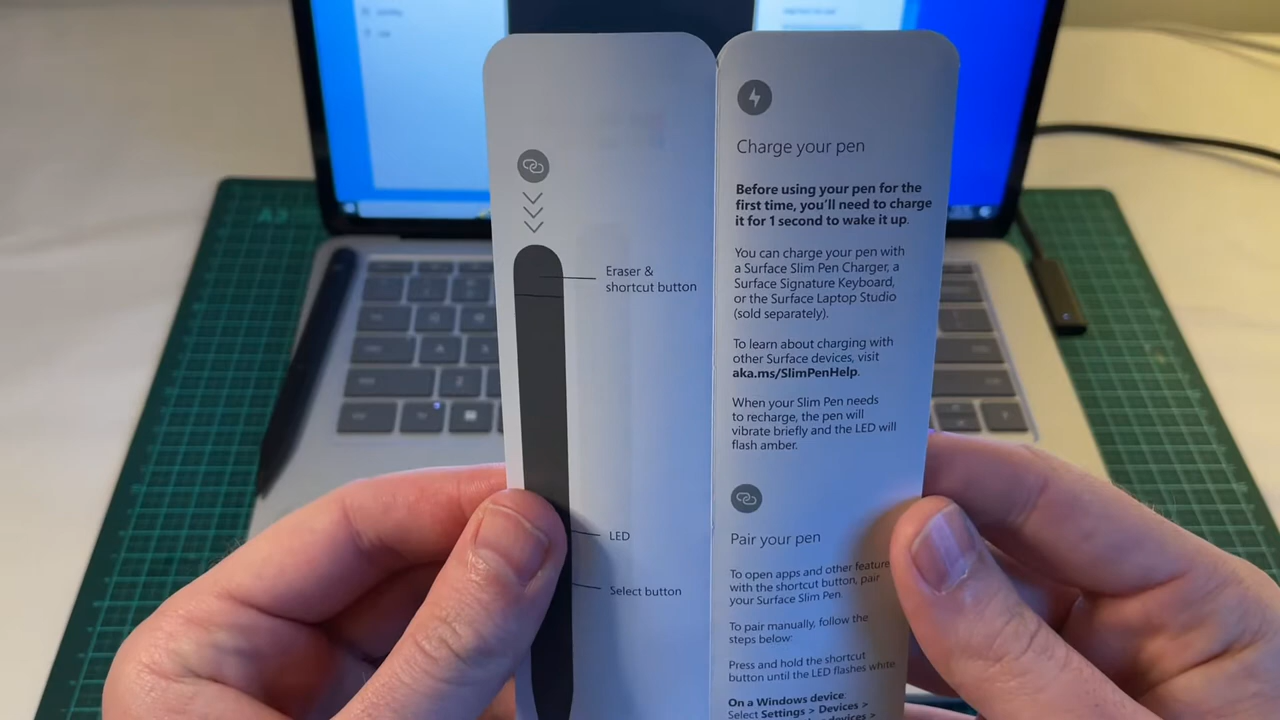 Eraser &
shortcut button
LED
Select button
Charge your pen
Before using your pen for the
first time, you'll need to charge
it for 1 second to wake it up.
You can charge your pen with
a Surface Slim Pen Charger, a
Surface Signature Keyboard,
or the Surface Laptop Studio
(sold separately).
To learn about charging with
other Surface devices, visit
aka.ms/SlimPenHelp.
When your Slim Pen needs
to recharge, the pen will
vibrate briefly and the LED will
flash amber.
Pair your pen
To open apps and other feature
with the shortcut button, pair
your Surface Slim Pen.
To pair manually, follow the
steps below:
Press and hold the shortcut
button until the LED flashes white.
On a Windows device:
Select Settings > Devices >
devices >
A3